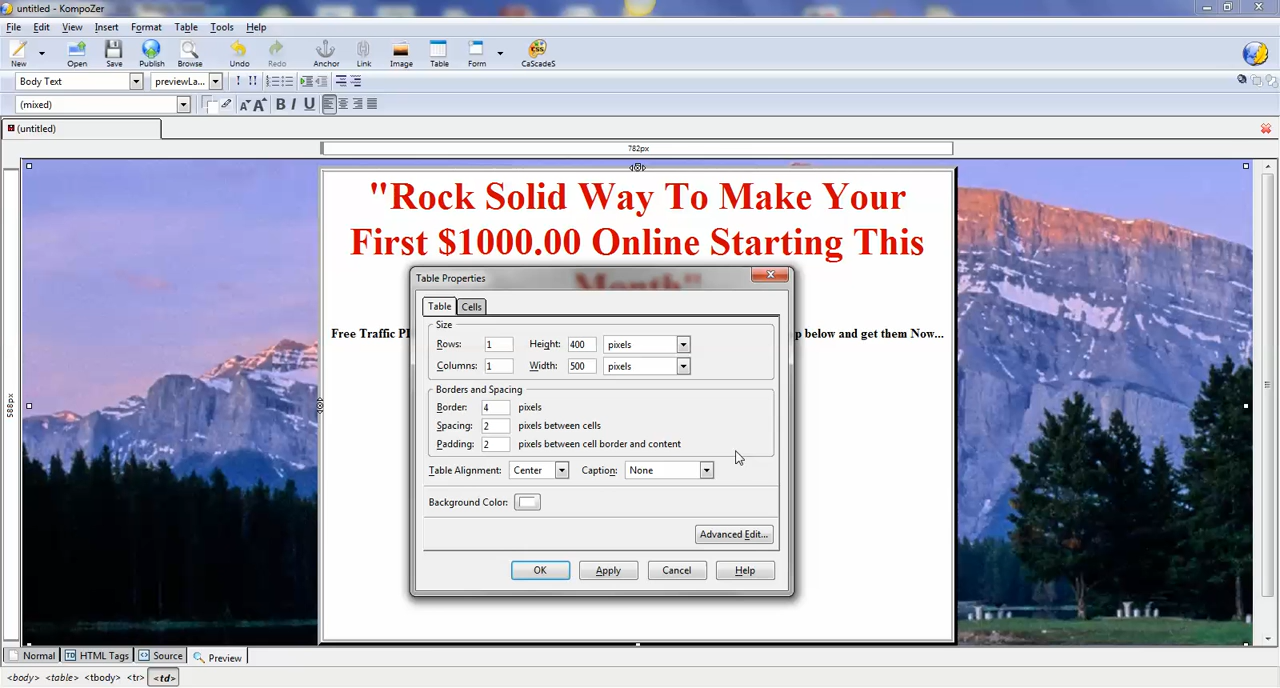 untitled - KompoZer
File Edit View Insert Format Table Tools Help
New Open Save Publish Browse Undo Redo Anchor Link Image Table Form CaScadeS
Body Text previewLa...
(mixed)
(untitled)
782px
588px
"Rock Solid Way To Make Your
First $1000.00 Online Starting This
Month"
Free Traffic Pl p below and get them Now...
Table Properties
Table Cells
Size
Rows: 1 Height: 400 pixels
Columns: 1 Width: 500 pixels
Borders and Spacing
Border: 4 pixels
Spacing: 2 pixels between cells
Padding: 2 pixels between cell border and content
Table Alignment: Center Caption: None
Background Color:
Advanced Edit...
OK Apply Cancel Help
Normal HTML Tags Source Preview
<body> <table> <tbody> <tr> <td>